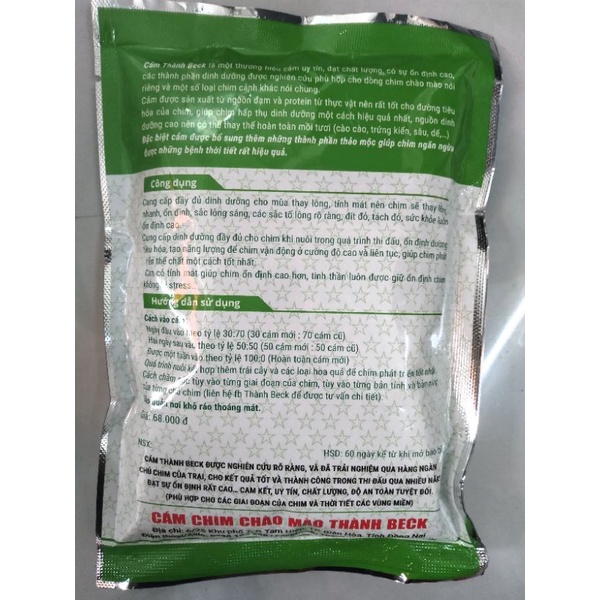 Cám Thành Beck là một thương hiệu cám uy tín, đạt chất lượng, có sự ổn định cao,
các thành phần dinh dưỡng được nghiên cứu phù hợp cho dòng chim chào mào nói
riêng và một số loại chim cảnh khác nói chung.
Cám được sản xuất từ nguồn đạm và protein từ thực vật nên rất tốt cho đường tiêu
hóa của chim, giúp chim hấp thụ dinh dưỡng một cách hiệu quả nhất, nguồn dinh
dưỡng cao nên có thể thay thế hoàn toàn mồi tươi (cào cào, trứng kiến, sâu, dế,...)
Đặc biệt cám được bổ sung thêm những thành phần thảo mộc giúp chim ngăn ngừa
được những bệnh thời tiết rất hiệu quả.
Công dụng
Cung cấp đầy đủ dinh dưỡng cho mùa thay lông, tính mát nên chim sẽ thay lông
nhanh, ổn định, sắc lông sáng, các sắc tố lông rõ ràng, đít đỏ, tách đỏ, sức khỏe luôn
ổn định cao.
Cung cấp dinh dưỡng đầy đủ cho chim khi nuôi trong quá trình thi đấu, ổn định đường
tiêu hóa, tạo năng lượng để chim vận động ở cường độ cao và liên tục, giúp chim phát
thể chất một cách tốt nhất.
có tính mát giúp chim ổn định cao hơn, tinh thần luôn được giữ ổn định chim
không stress.
Hướng dẫn sử dụng
Cách vào cám
Ngày đầu vào theo tỷ lệ 30:70 (30 cám mới : 70 cám cũ)
Hai ngày sau vào theo tỷ lệ 50:50 (50 cám mới : 50 cám cũ)
Được một tuần vào theo tỷ lệ 100:0 (Hoàn toàn cám mới)
Quá trình nuôi kết hợp thêm trái cây và các loại hoa quả để chim phát triển tốt nhất
Cách chăm sóc tùy vào từng giai đoạn của chim, tùy vào từng bản tính và bản năng
của từng chú chim (liên hệ fb Thành Beck để được tư vấn chi tiết).
Bảo quản nơi khô ráo thoáng mát.
Giá: 68.000 đ
NSX:
HSD: 60 ngày kể từ khi mở bao bì
CÁM THÀNH BECK ĐƯỢC NGHIÊN CỨU RÕ RÀNG, VÀ ĐÃ TRẢI NGHIỆM QUA HÀNG NGÀN
CHÚ CHIM CỦA TRẠI, CHO KẾT QUẢ TỐT VÀ THÀNH CÔNG TRONG THI ĐẤU QUA NHIỀU NĂM
ĐẠT SỰ ỔN ĐỊNH RẤT CAO... CAM KẾT, UY TÍN, CHẤT LƯỢNG, ĐỘ AN TOÀN TUYỆT ĐỐI.
(PHÙ HỢP CHO CÁC GIAI ĐOẠN CỦA CHIM VÀ THỜI TIẾT CÁC VÙNG MIỀN)
CÁM CHIM CHÀO MÀO THÀNH BECK
Địa chỉ: Khu phố Tam Biên Hòa, Tỉnh Đồng Nai